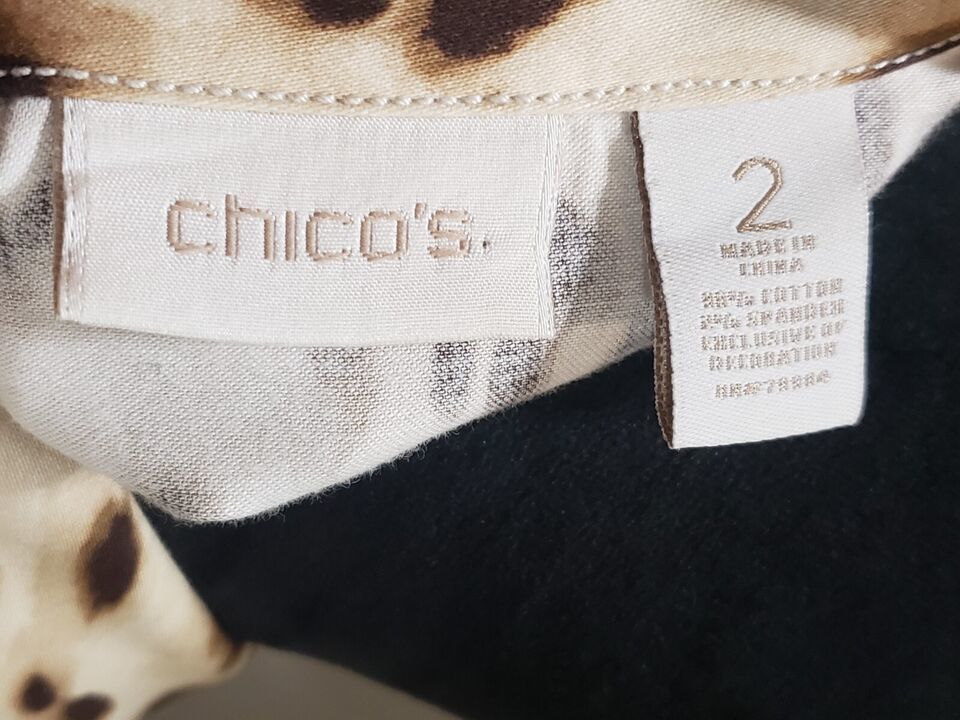 chico's.
2
MADE IN
CHINA
98% COTTON
2% SPANDEX
EXCLUSIVE OF
DECORATION